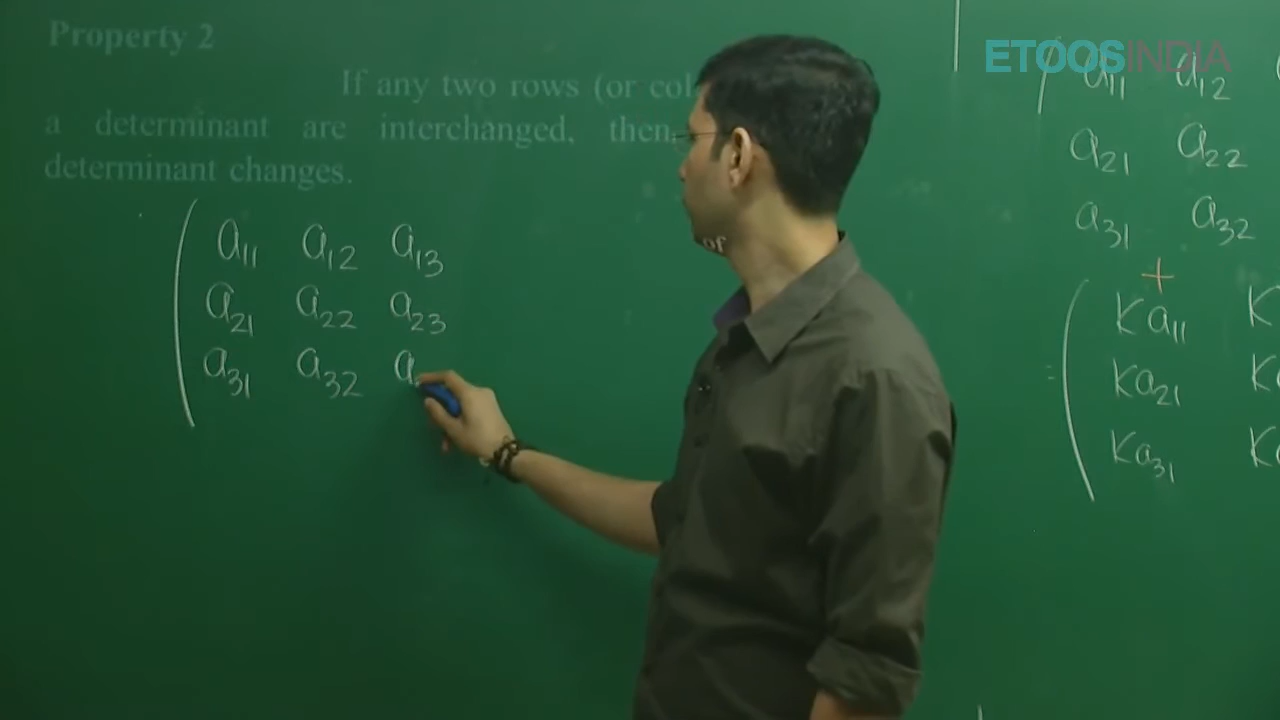 Property 2
If any two rows (or col
a determinant are interchanged, then,
determinant changes.
of
a11 a12 a13
a21 a22 a23
a31 a32 a
ETOOSINDIA
a11 a12
a21 a22
a31 a32
+
Ka11 K
= Ka21 K
Ka31 K